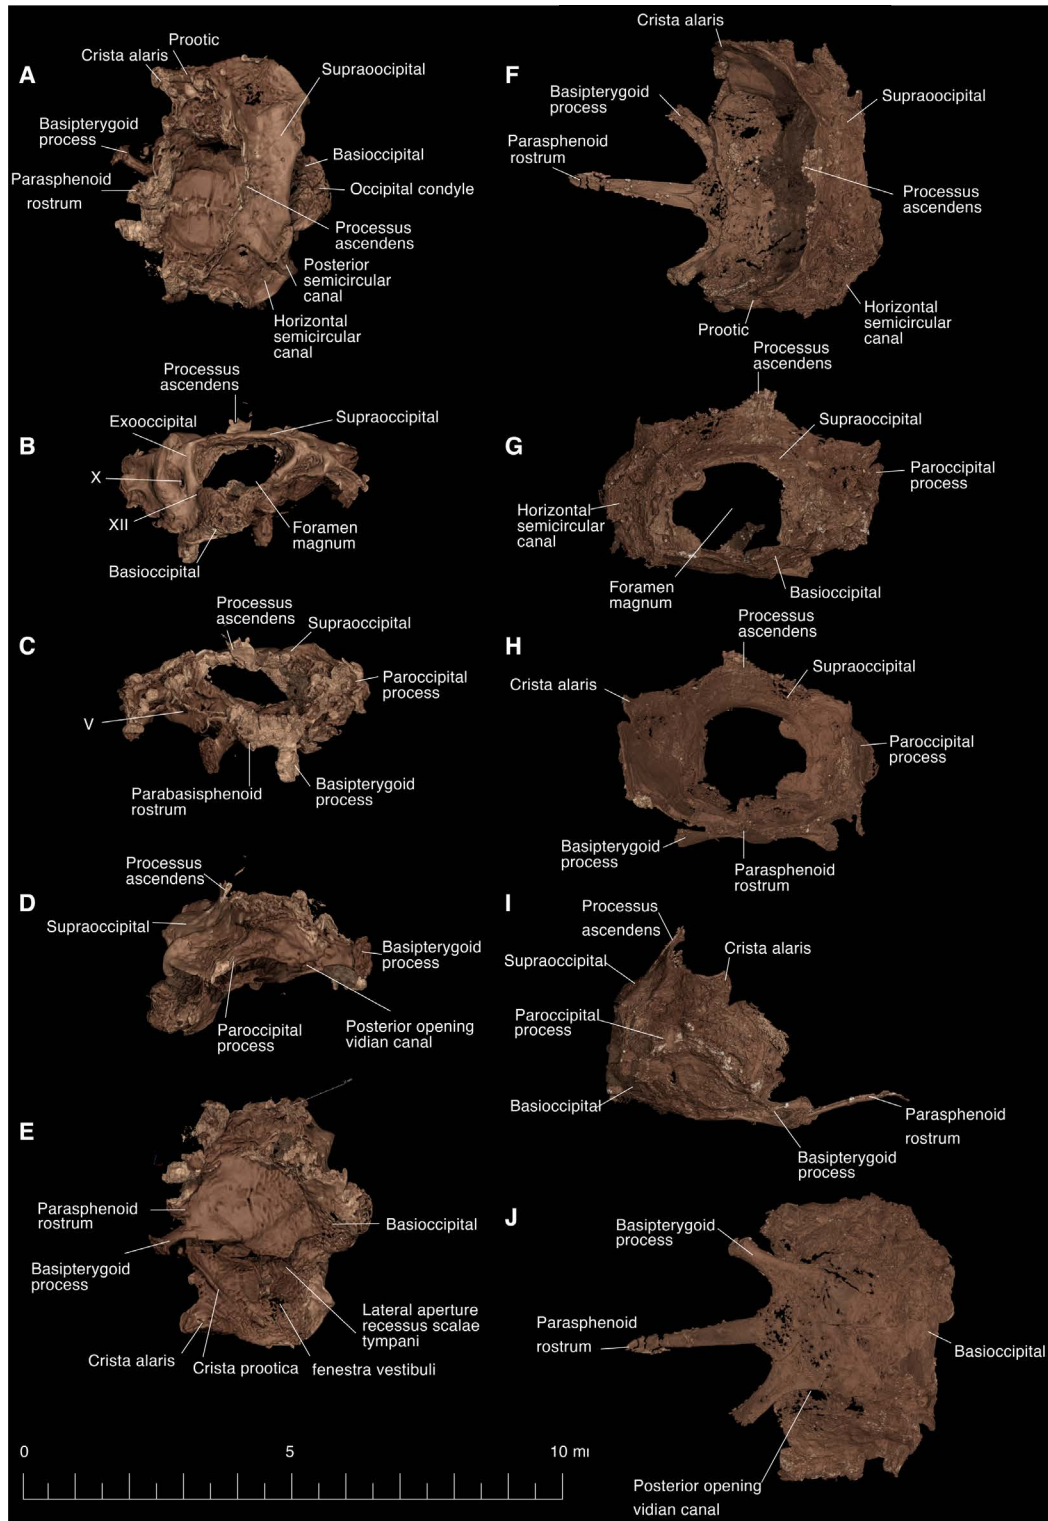 A
Prootic
Crista alaris
Supraoocipital
Basipterygoid
process
Basioccipital
Parasphenoid
rostrum
Occipital condyle
Processus
ascendens
Posterior
semicircular
canal
Horizontal
semicircular
canal
B
Processus
ascendens
Exooccipital
Supraoccipital
X
XII
Foramen
magnum
Basioccipital
C
Processus
ascendens
Supraoccipital
Paroccipital
process
V
Parabasisphenoid
rostrum
Basipterygoid
process
D
Processus
ascendens
Supraoccipital
Basipterygoid
process
Paroccipital
process
Posterior opening
vidian canal
E
Parasphenoid
rostrum
Basioccipital
Basipterygoid
process
Lateral aperture
recessus scalae
tympani
Crista alaris
Crista prootica
fenestra vestibuli
0
5
10 m
F
Crista alaris
Basipterygoid
process
Supraoocipital
Parasphenoid
rostrum
Processus
ascendens
Horizontal
semicircular
canal
Prootic
G
Processus
ascendens
Supraoccipital
Paroccipital
process
Horizontal
semicircular
canal
Foramen
magnum
Basioccipital
H
Processus
ascendens
Supraoccipital
Crista alaris
Paroccipital
process
Basipterygoid
process
Parasphenoid
rostrum
I
Processus
ascendens
Crista alaris
Supraoccipital
Paroccipital
process
Basioccipital
Parasphenoid
rostrum
Basipterygoid
process
J
Basipterygoid
process
Parasphenoid
rostrum
Basioccipital
Posterior opening
vidian canal